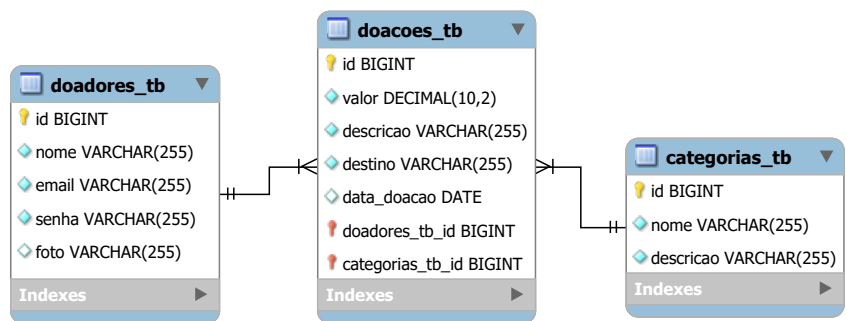 doadores_tb
id BIGINT
nome VARCHAR(255)
email VARCHAR(255)
senha VARCHAR(255)
foto VARCHAR(255)
Indexes
doacoes_tb
id BIGINT
valor DECIMAL(10,2)
descricao VARCHAR(255)
destino VARCHAR(255)
data_doacao DATE
doadores_tb_id BIGINT
categorias_tb_id BIGINT
Indexes
categorias_tb
id BIGINT
nome VARCHAR(255)
descricao VARCHAR(255)
Indexes